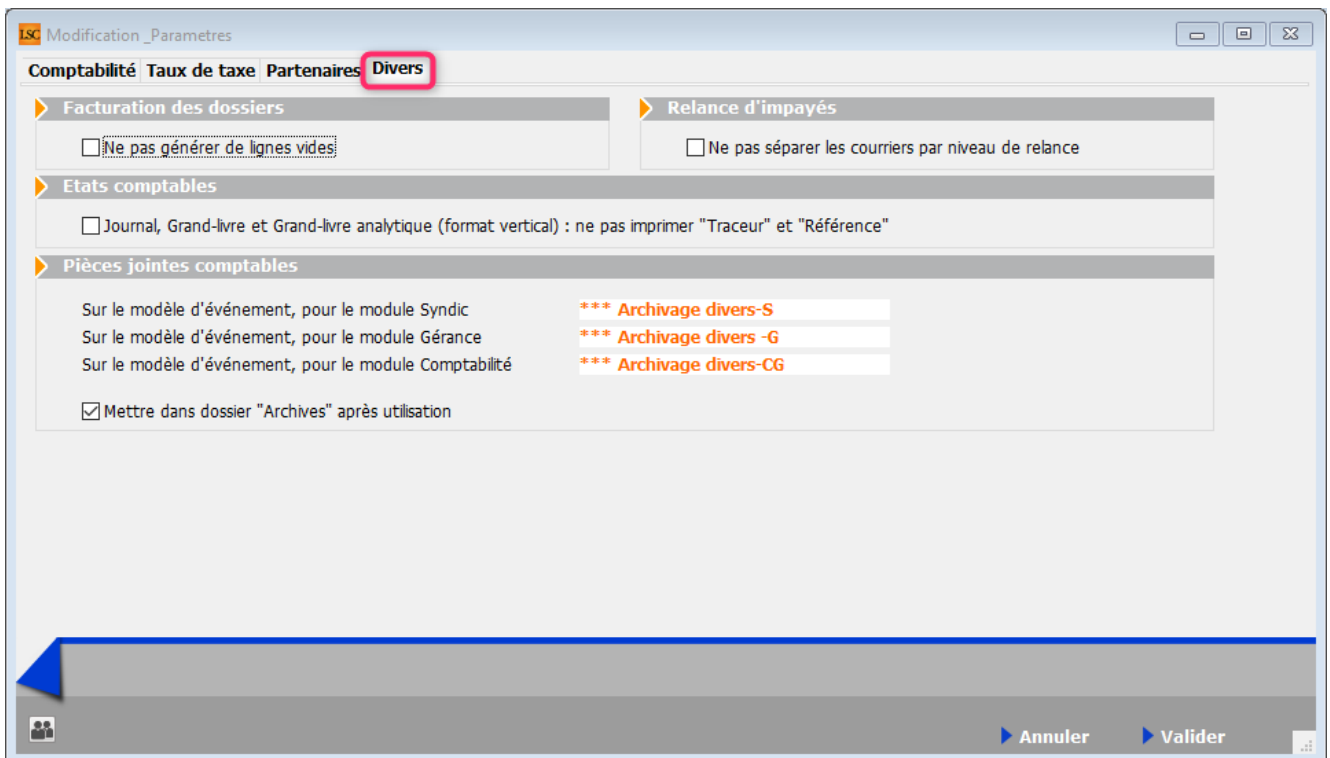 LSC Modification _Parametres
Comptabilité Taux de taxe Partenaires Divers
Facturation des dossiers
Relance d'impayés
Ne pas générer de lignes vides
Ne pas séparer les courriers par niveau de relance
Etats comptables
Journal, Grand-livre et Grand-livre analytique (format vertical) : ne pas imprimer "Traceur" et "Référence"
Pièces jointes comptables
Sur le modèle d'événement, pour le module Syndic *** Archivage divers-S
Sur le modèle d'événement, pour le module Gérance *** Archivage divers -G
Sur le modèle d'événement, pour le module Comptabilité *** Archivage divers-CG
Mettre dans dossier "Archives" après utilisation
Annuler Valider